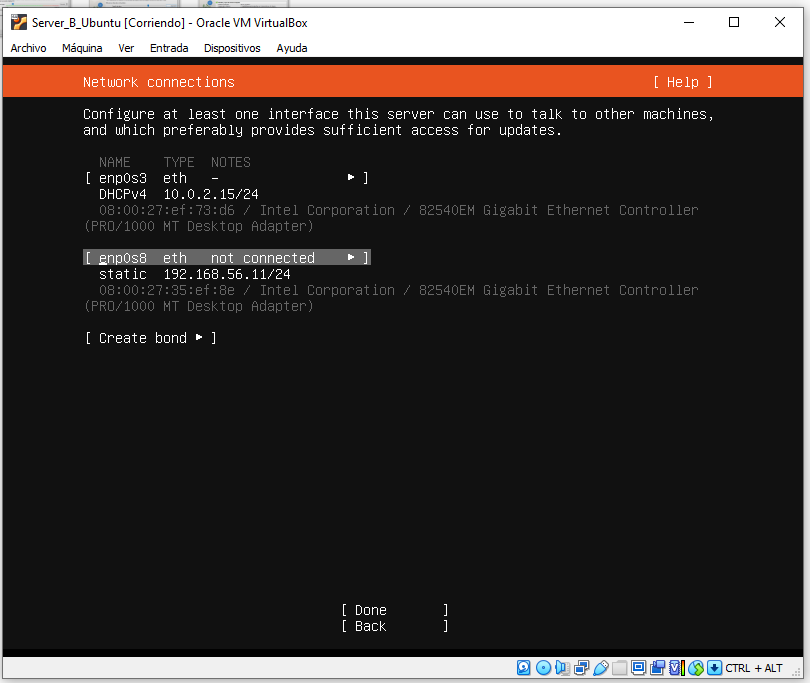 Server_B_Ubuntu [Corriendo] - Oracle VM VirtualBox
Archivo Máquina Ver Entrada Dispositivos Ayuda
Network connections [ Help ]
Configure at least one interface this server can use to talk to other machines,
and which preferably provides sufficient access for updates.
NAME TYPE NOTES
[ enp0s3 eth – ▸ ]
DHCPv4 10.0.2.15/24
08:00:27:ef:73:d6 / Intel Corporation / 82540EM Gigabit Ethernet Controller
(PRO/1000 MT Desktop Adapter)
[ enp0s8 eth not connected ▸ ]
static 192.168.56.11/24
08:00:27:35:ef:8e / Intel Corporation / 82540EM Gigabit Ethernet Controller
(PRO/1000 MT Desktop Adapter)
[ Create bond ▸ ]
[ Done ]
[ Back ]
CTRL + ALT